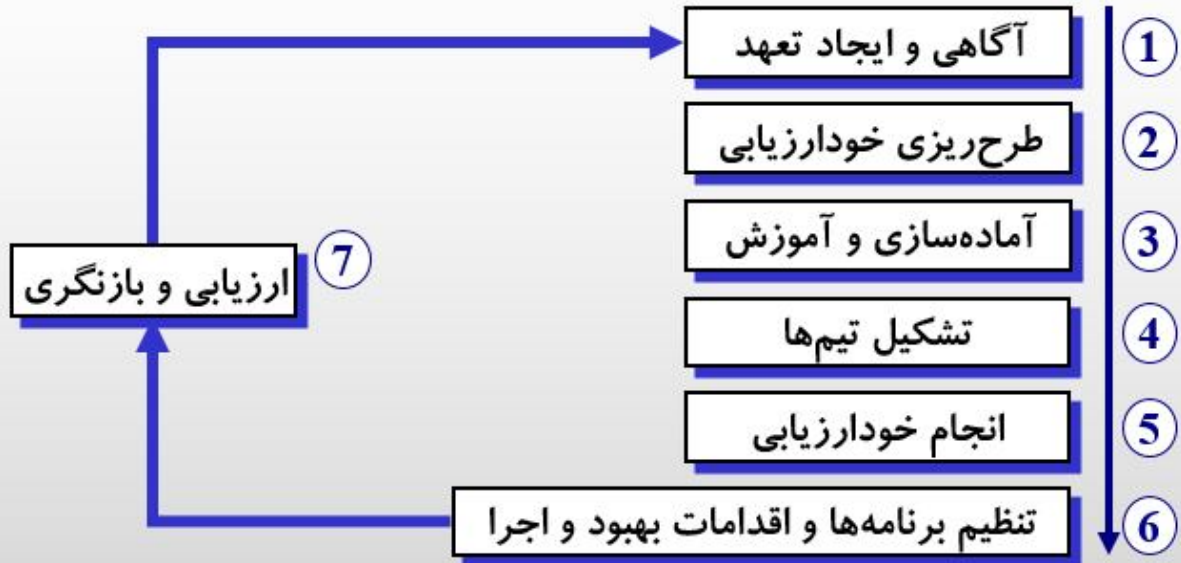 آگاهی و ایجاد تعهد
1
طرح‌ریزی خودارزیابی
2
آماده‌سازی و آموزش
3
تشکیل تیم‌ها
4
انجام خودارزیابی
5
تنظیم برنامه‌ها و اقدامات بهبود و اجرا
6
ارزیابی و بازنگری
7